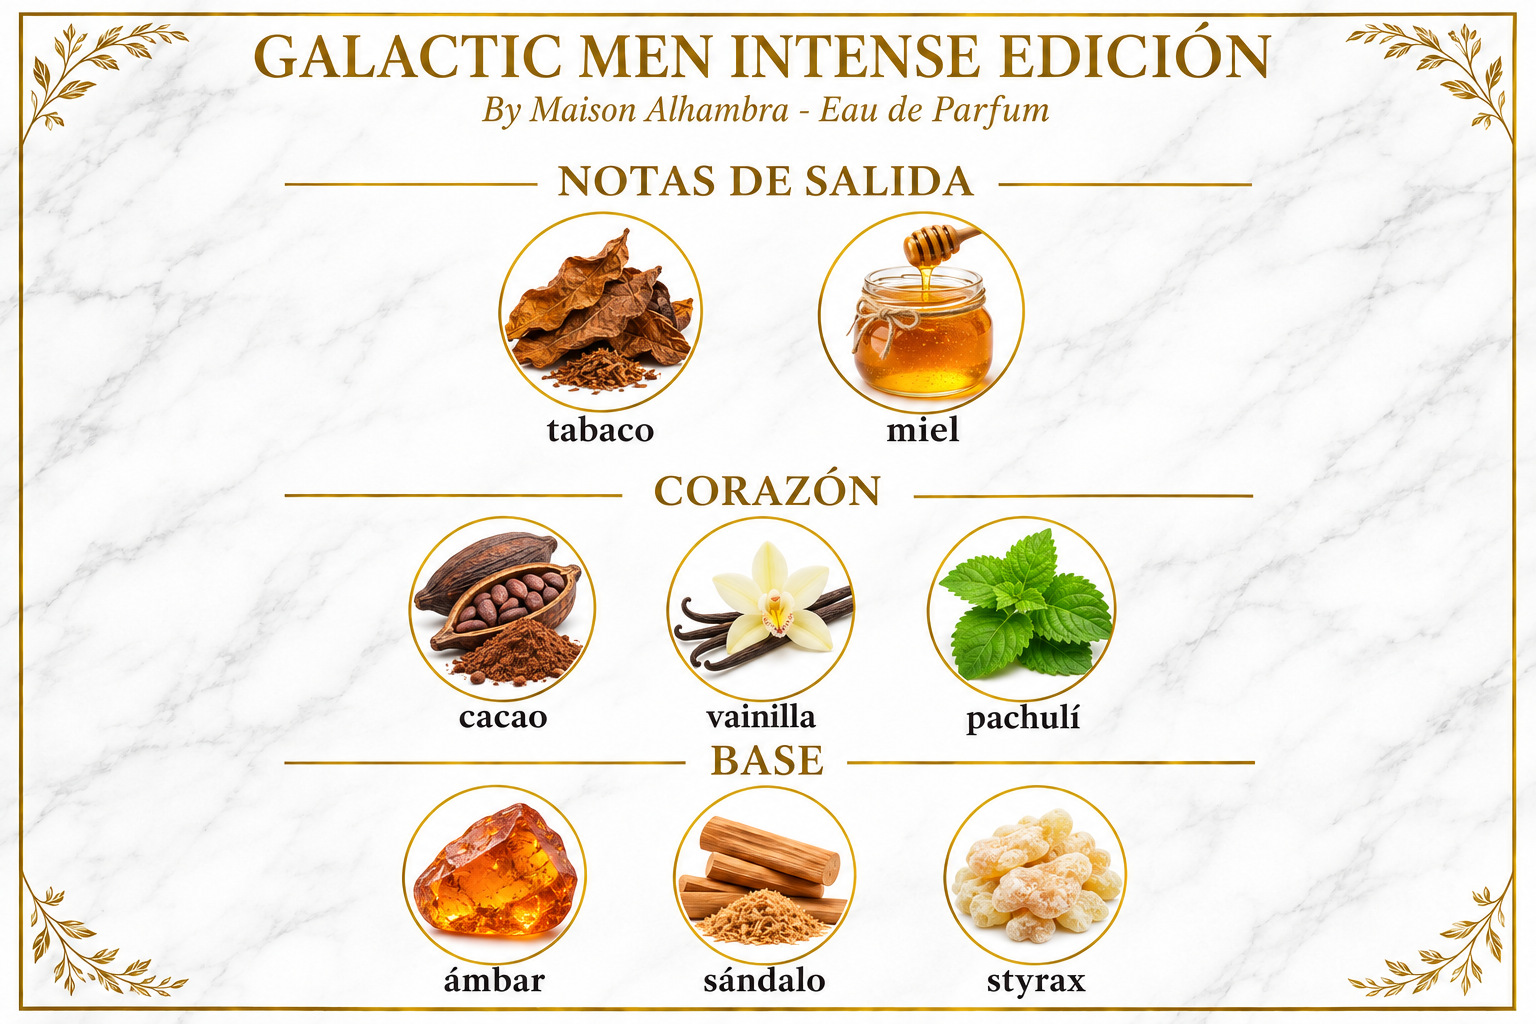 GALACTIC MEN INTENSE EDICIÓN
By Maison Alhambra - Eau de Parfum
NOTAS DE SALIDA
tabaco miel
CORAZÓN
cacao vainilla pachulí
BASE
ámbar sándalo styrax